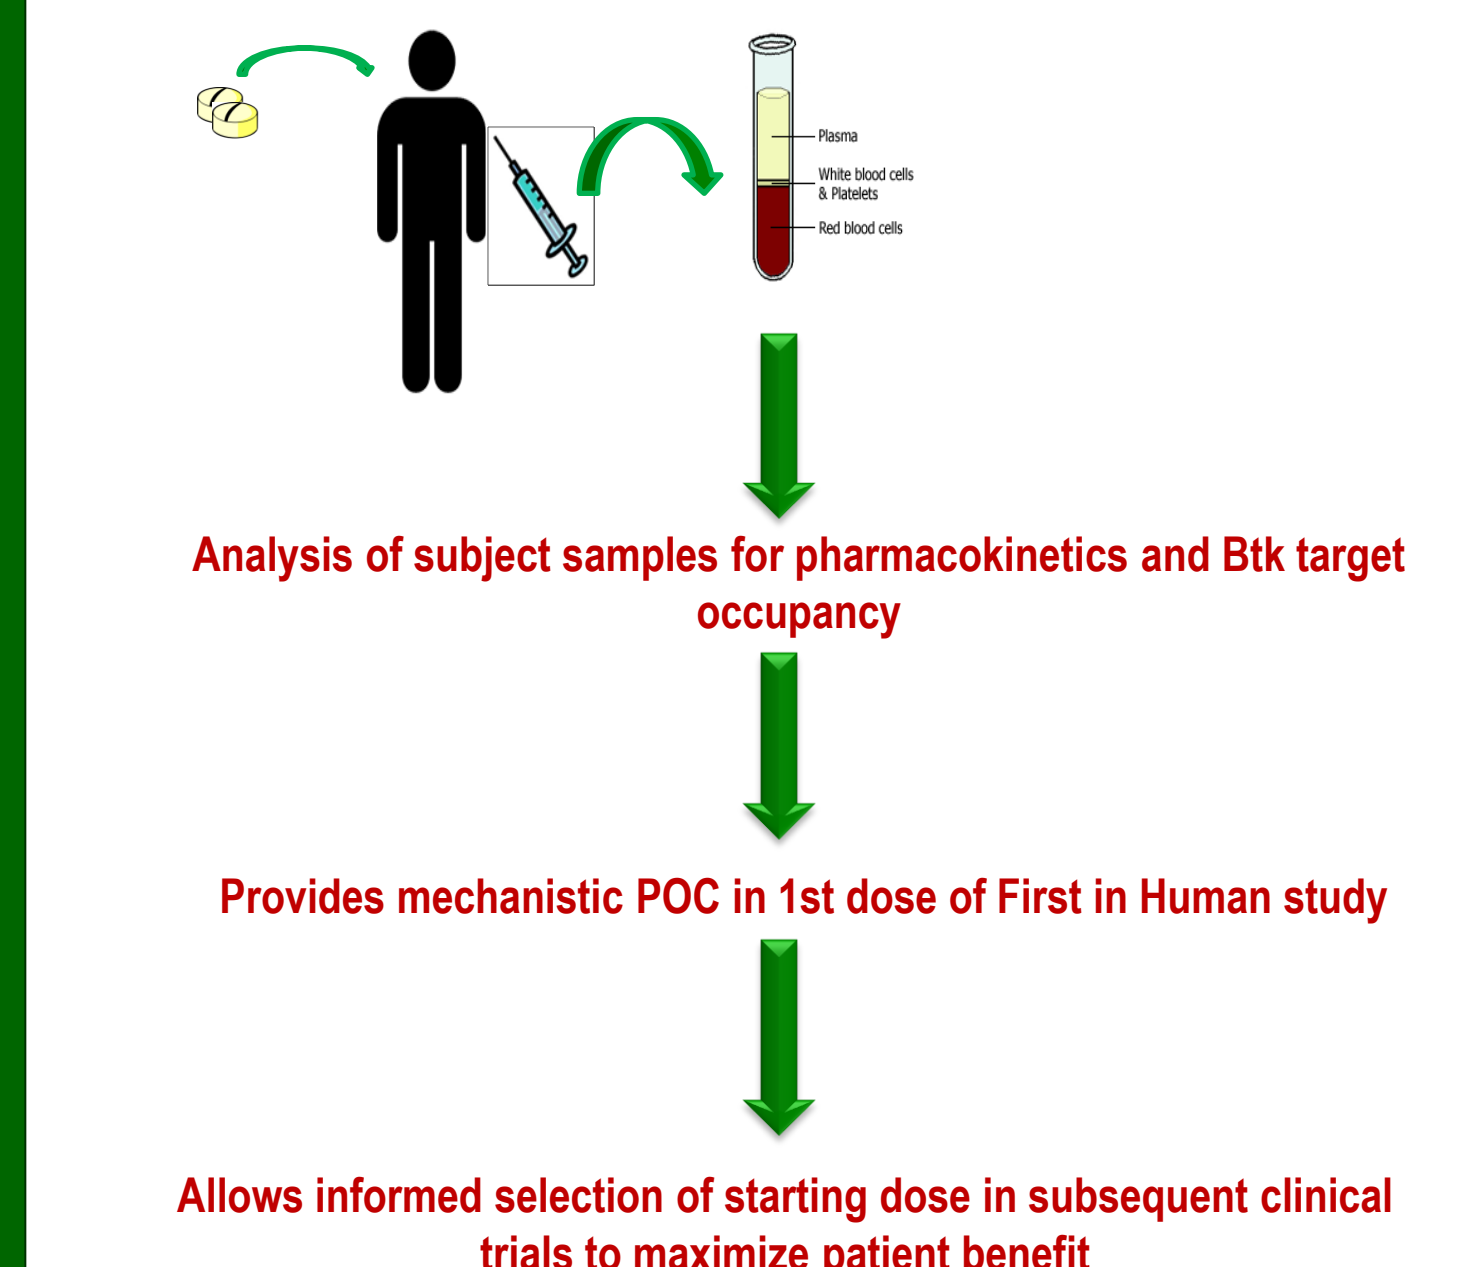 Plasma
White blood cells
& Platelets
Red blood cells
Analysis of subject samples for pharmacokinetics and Btk target
occupancy
Provides mechanistic POC in 1st dose of First in Human study
Allows informed selection of starting dose in subsequent clinical
trials to maximize patient benefit